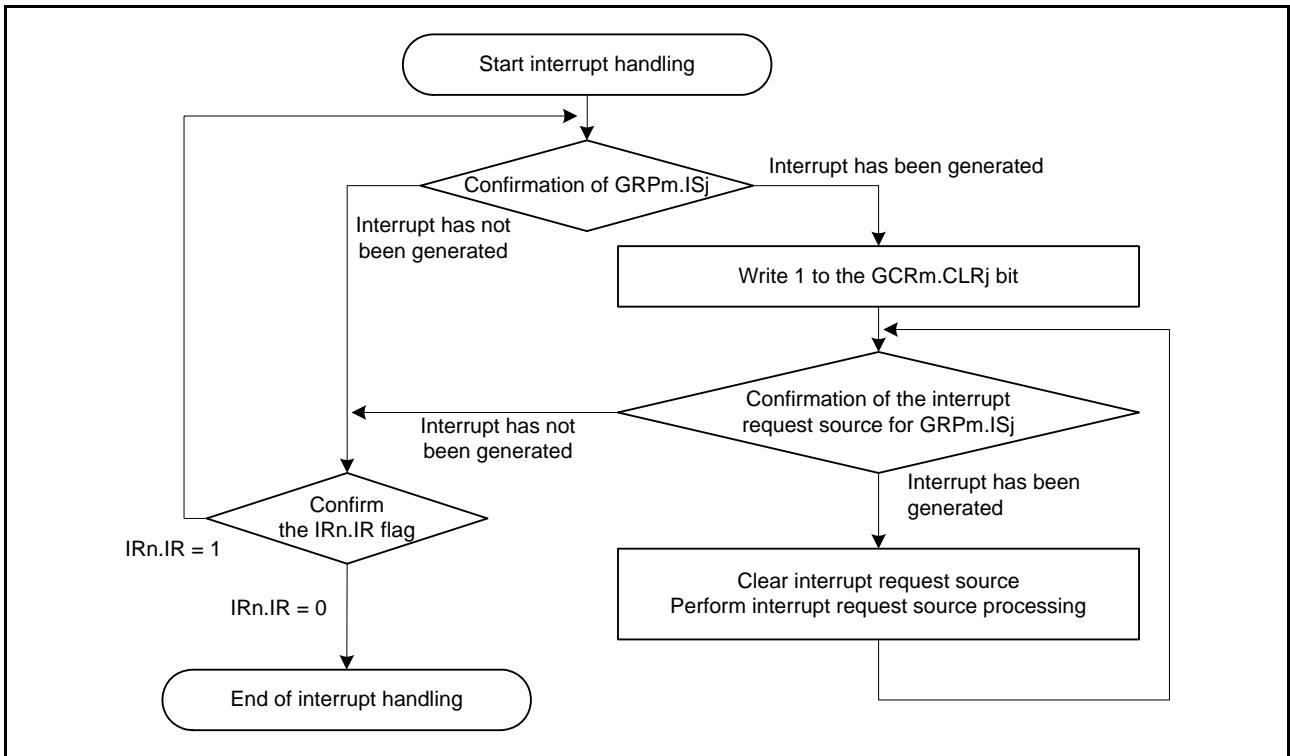 Start interrupt handling
Confirmation of GRPm.ISj
Interrupt has been generated
Interrupt has not
been generated
Write 1 to the GCRm.CLRj bit
Confirmation of the interrupt
request source for GRPm.ISj
Interrupt has not
been generated
Interrupt has been
generated
Confirm
the IRn.IR flag
IRn.IR = 1
Clear interrupt request source
Perform interrupt request source processing
IRn.IR = 0
End of interrupt handling